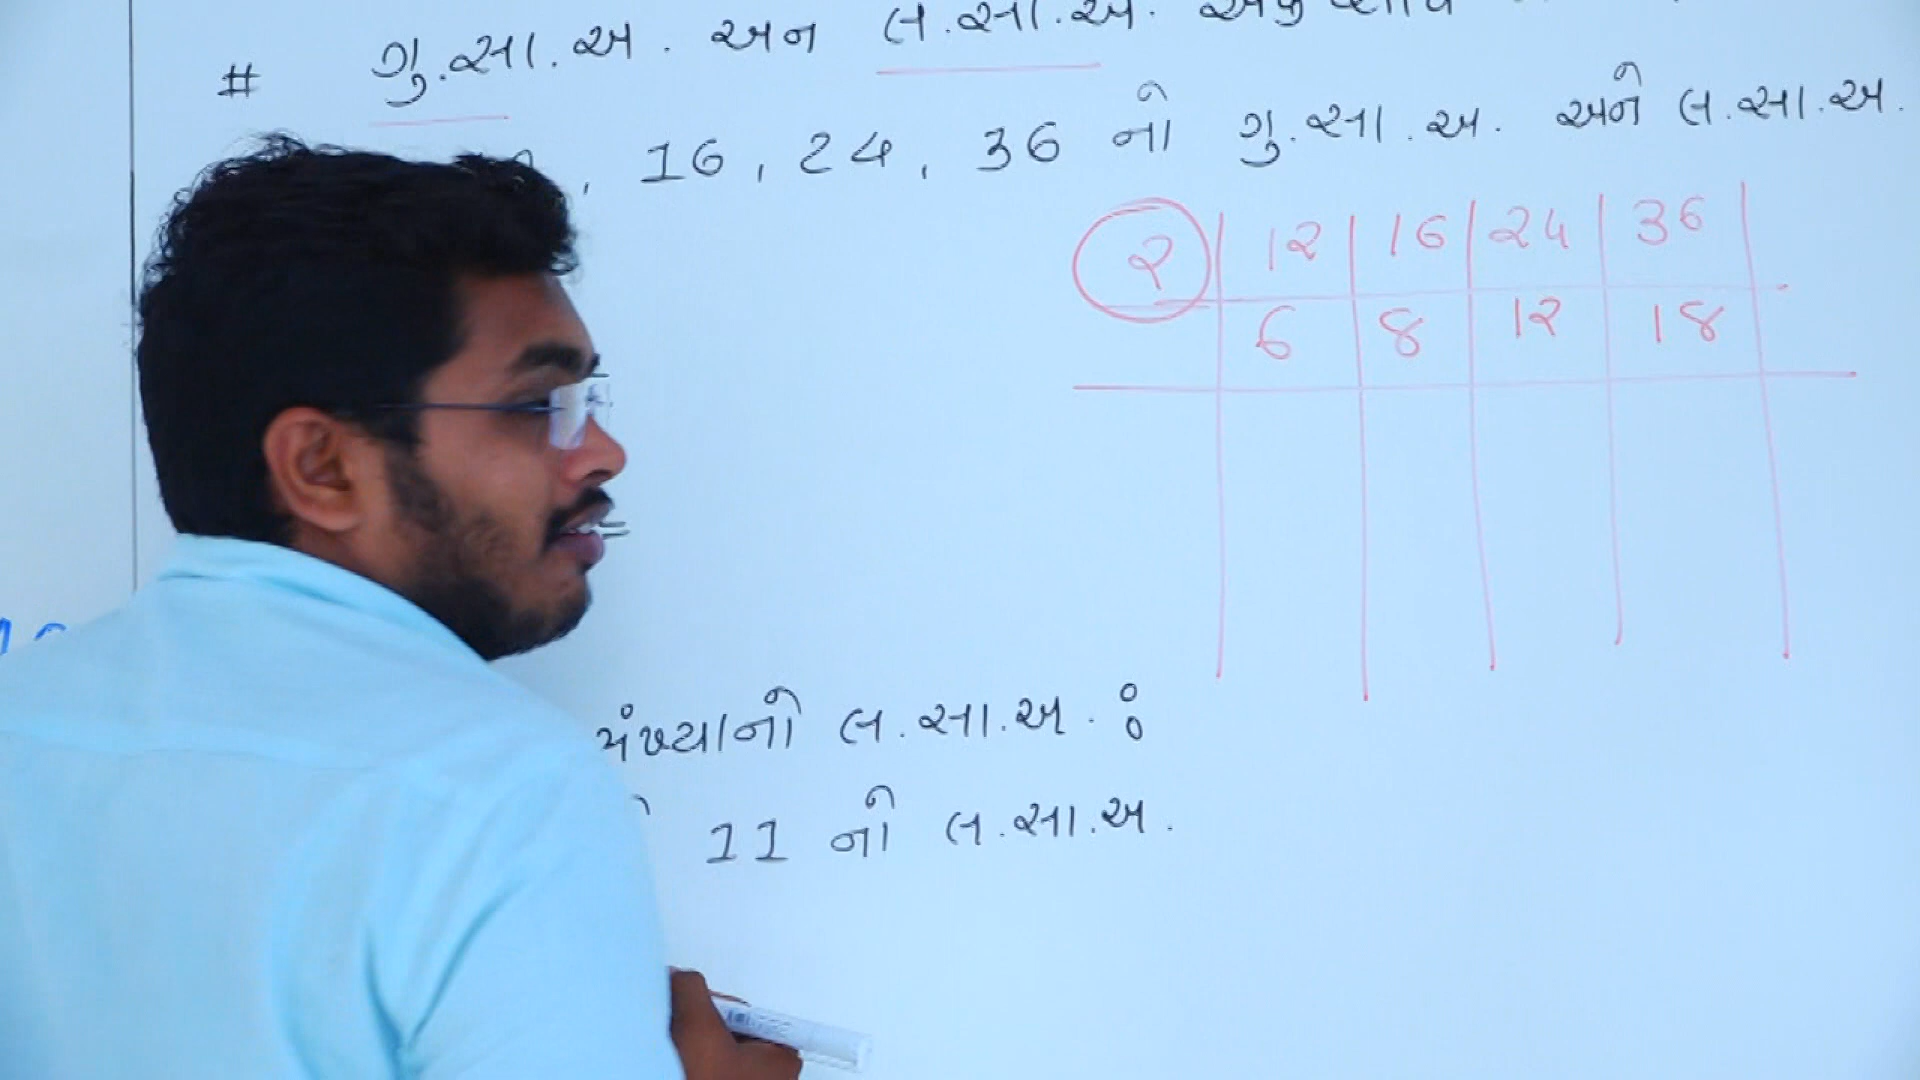 # ગુ.સા.અ. અને લ.સા.અ.
, 16, 24, 36 નો ગુ.સા.અ. અને લ.સા.અ.
2 | 12 | 16 | 24 | 36 |
6 | 8 | 12 | 18
લ.સા.અ. :
11 નો લ.સા.અ.